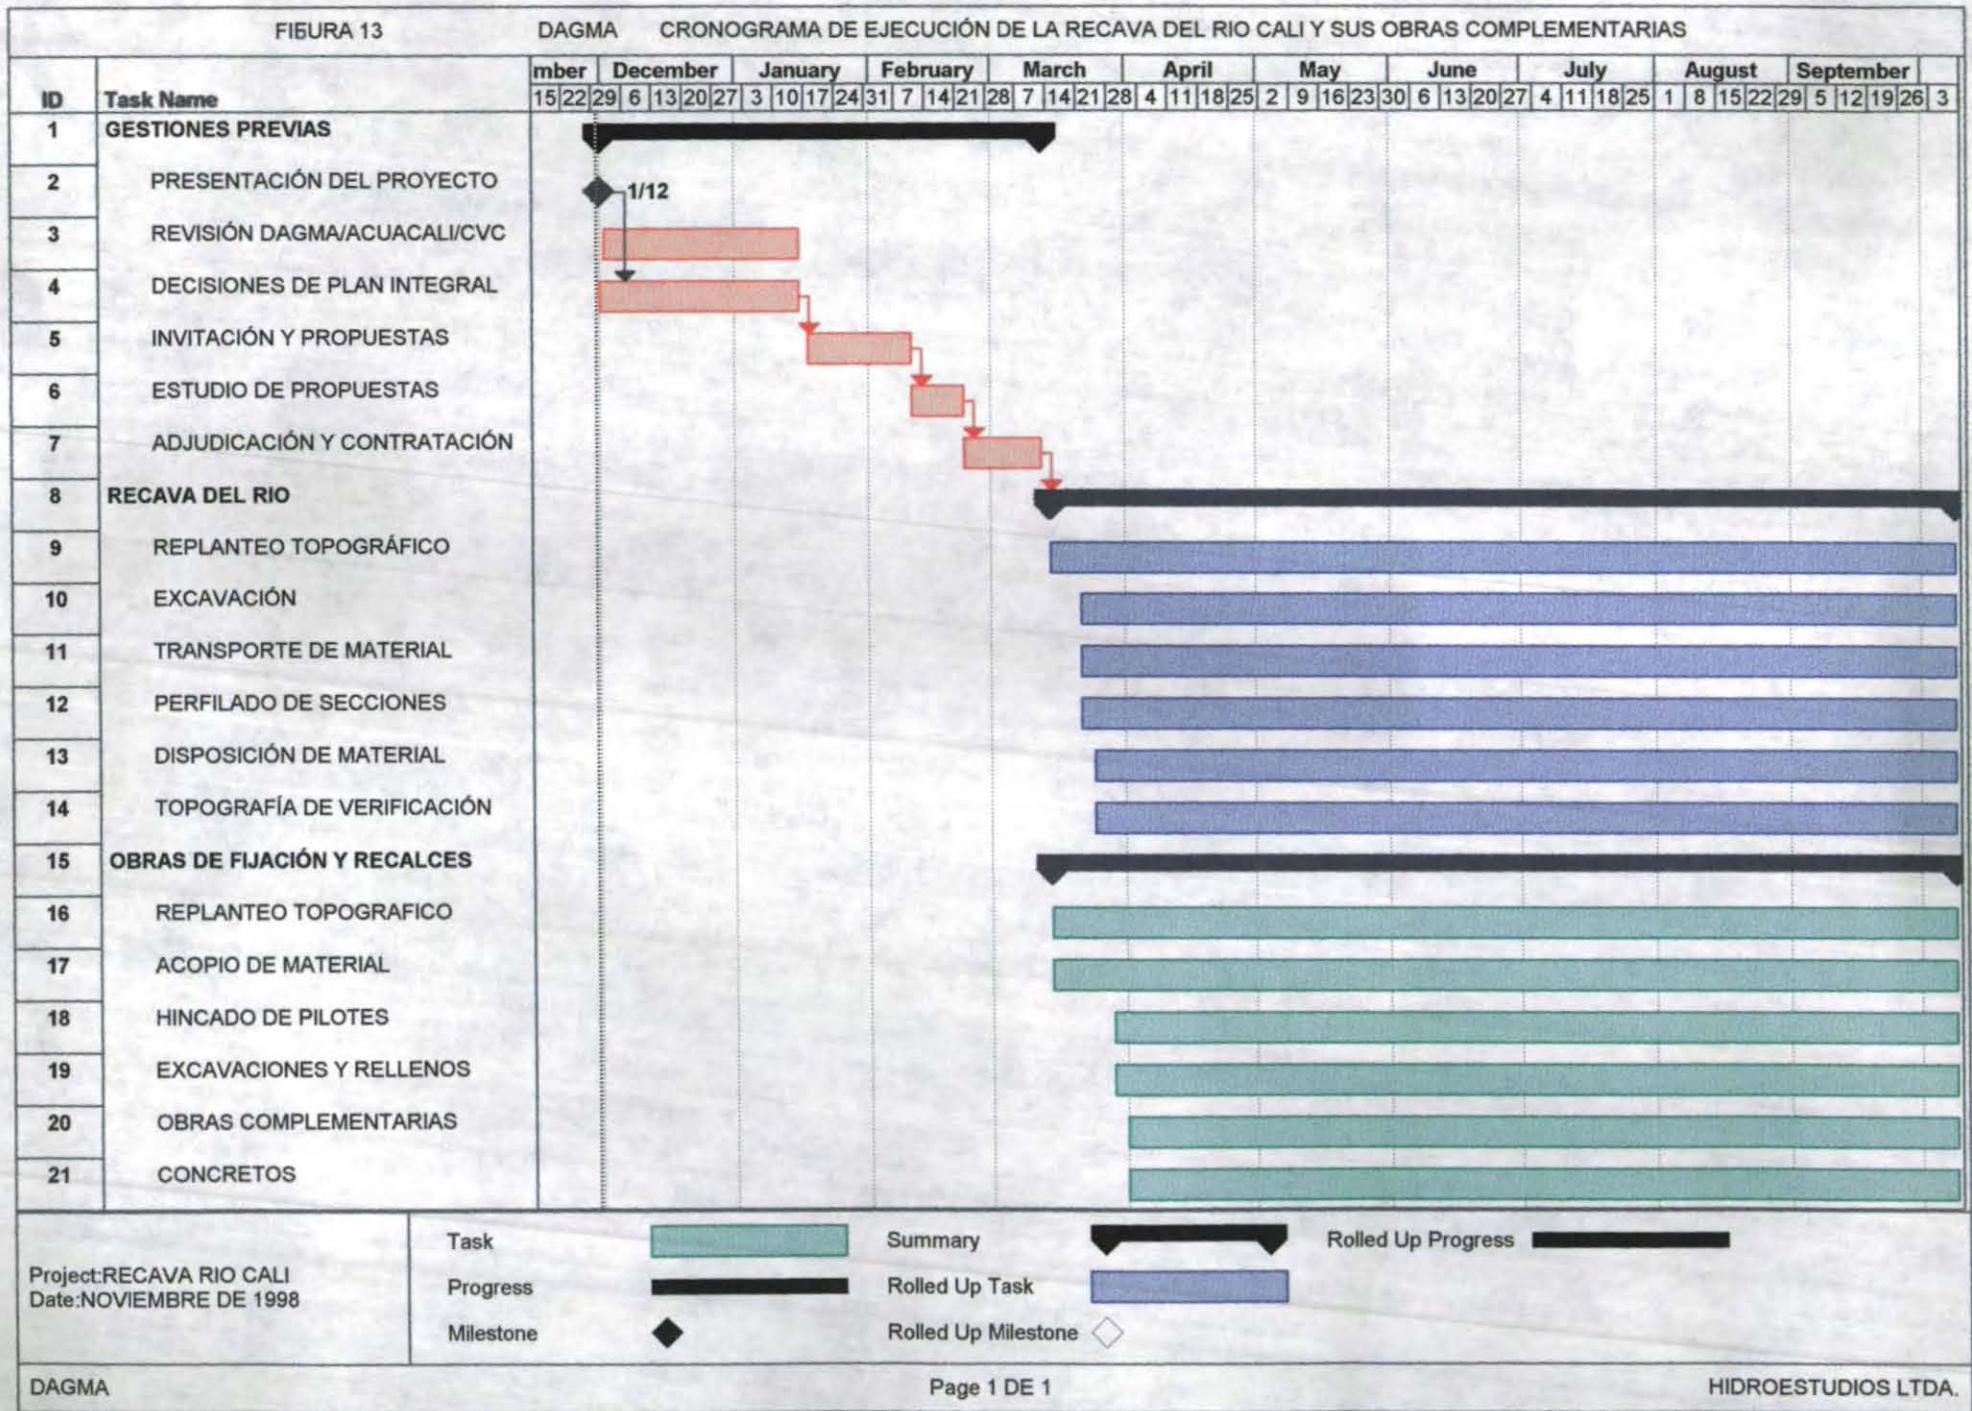 FIGURA 13 DAGMA CRONOGRAMA DE EJECUCIÓN DE LA RECAVA DEL RIO CALI Y SUS OBRAS COMPLEMENTARIAS
mber December January February March April May June July August September
ID Task Name 15 22 29 6 13 20 27 3 10 17 24 31 7 14 21 28 7 14 21 28 4 11 18 25 2 9 16 23 30 6 13 20 27 4 11 18 25 1 8 15 22 29 5 12 19 26 3
1 GESTIONES PREVIAS
2 PRESENTACIÓN DEL PROYECTO 1/12
3 REVISIÓN DAGMA/ACUACALI/CVC
4 DECISIONES DE PLAN INTEGRAL
5 INVITACIÓN Y PROPUESTAS
6 ESTUDIO DE PROPUESTAS
7 ADJUDICACIÓN Y CONTRATACIÓN
8 RECAVA DEL RIO
9 REPLANTEO TOPOGRÁFICO
10 EXCAVACIÓN
11 TRANSPORTE DE MATERIAL
12 PERFILADO DE SECCIONES
13 DISPOSICIÓN DE MATERIAL
14 TOPOGRAFÍA DE VERIFICACIÓN
15 OBRAS DE FIJACIÓN Y RECALCES
16 REPLANTEO TOPOGRAFICO
17 ACOPIO DE MATERIAL
18 HINCADO DE PILOTES
19 EXCAVACIONES Y RELLENOS
20 OBRAS COMPLEMENTARIAS
21 CONCRETOS
Project:RECAVA RIO CALI
Date:NOVIEMBRE DE 1998
Task Summary Rolled Up Progress
Progress Rolled Up Task
Milestone Rolled Up Milestone
DAGMA Page 1 DE 1 HIDROESTUDIOS LTDA.